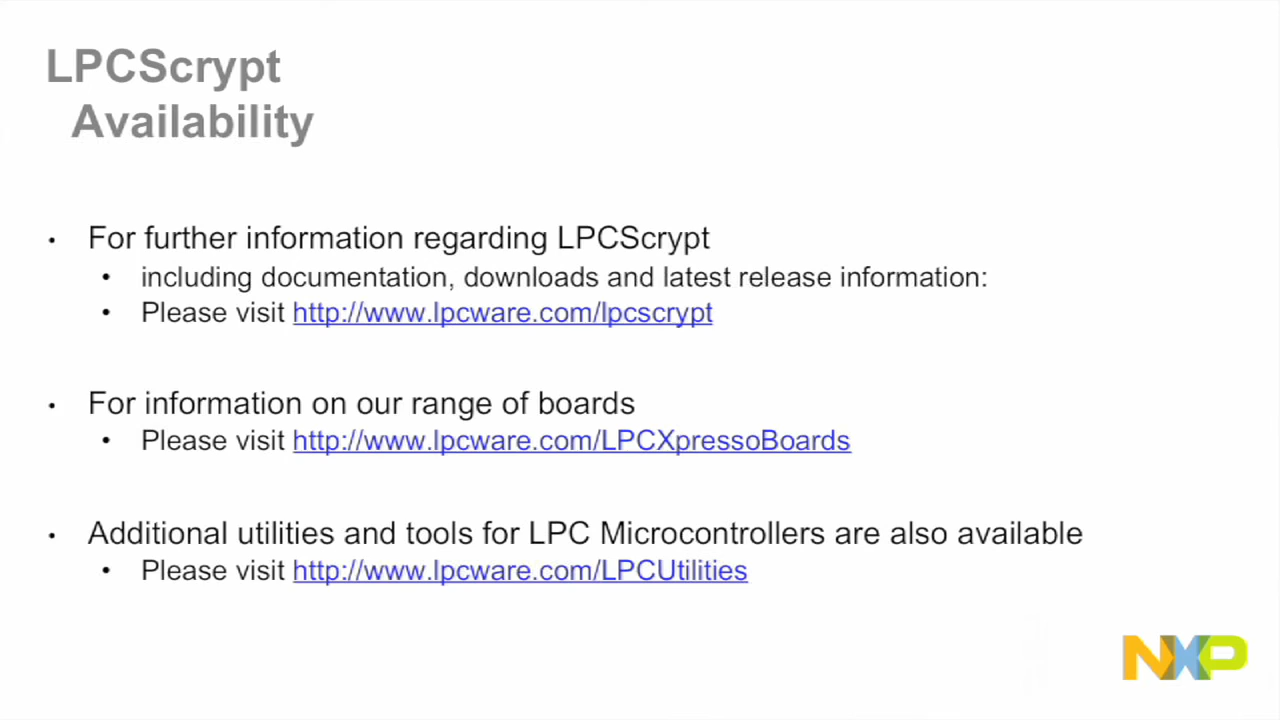 LPCScrypt
Availability
• For further information regarding LPCScrypt
• including documentation, downloads and latest release information:
• Please visit http://www.lpcware.com/lpcscrypt
• For information on our range of boards
• Please visit http://www.lpcware.com/LPCXpressoBoards
• Additional utilities and tools for LPC Microcontrollers are also available
• Please visit http://www.lpcware.com/LPCUtilities
NXP